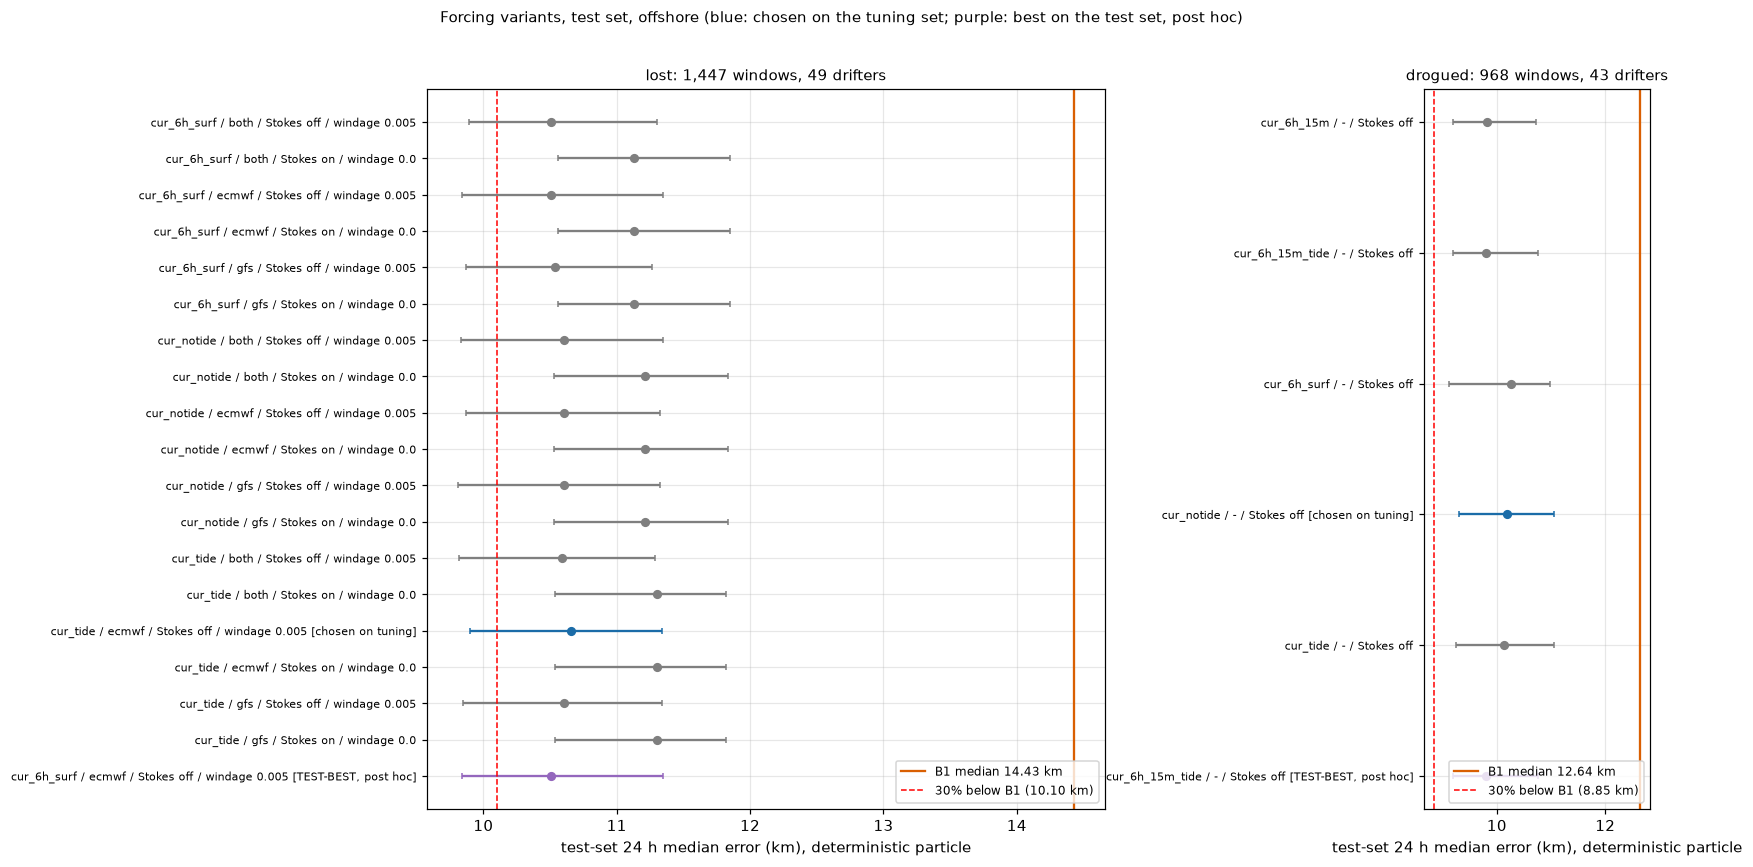 Forcing variants, test set, offshore (blue: chosen on the tuning set; purple: best on the test set, post hoc)
lost: 1,447 windows, 49 drifters
cur_6h_surf / both / Stokes off / windage 0.005
cur_6h_surf / both / Stokes on / windage 0.0
cur_6h_surf / ecmwf / Stokes off / windage 0.005
cur_6h_surf / ecmwf / Stokes on / windage 0.0
cur_6h_surf / gfs / Stokes off / windage 0.005
cur_6h_surf / gfs / Stokes on / windage 0.0
cur_notide / both / Stokes off / windage 0.005
cur_notide / both / Stokes on / windage 0.0
cur_notide / ecmwf / Stokes off / windage 0.005
cur_notide / ecmwf / Stokes on / windage 0.0
cur_notide / gfs / Stokes off / windage 0.005
cur_notide / gfs / Stokes on / windage 0.0
cur_tide / both / Stokes off / windage 0.005
cur_tide / both / Stokes on / windage 0.0
cur_tide / ecmwf / Stokes off / windage 0.005 [chosen on tuning]
cur_tide / ecmwf / Stokes on / windage 0.0
cur_tide / gfs / Stokes off / windage 0.005
cur_tide / gfs / Stokes on / windage 0.0
cur_6h_surf / ecmwf / Stokes off / windage 0.005 [TEST-BEST, post hoc]
B1 median 14.43 km
30% below B1 (10.10 km)
10 11 12 13 14
test-set 24 h median error (km), deterministic particle
drogued: 968 windows, 43 drifters
cur_6h_15m / - / Stokes off
cur_6h_15m_tide / - / Stokes off
cur_6h_surf / - / Stokes off
cur_notide / - / Stokes off [chosen on tuning]
cur_tide / - / Stokes off
cur_6h_15m_tide / - / Stokes off [TEST-BEST, post hoc]
B1 median 12.64 km
30% below B1 (8.85 km)
10 12
test-set 24 h median error (km), deterministic particle